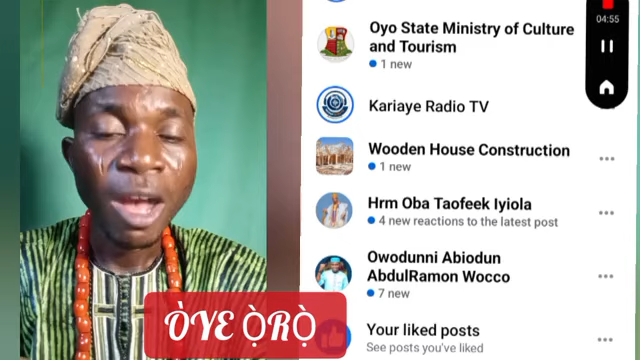 04:55
Oyo State Ministry of Culture
and Tourism
1 new
Kariaye Radio TV
Wooden House Construction
1 new
Hrm Oba Taofeek Iyiola
4 new reactions to the latest post
Owodunni Abiodun
AbdulRamon Wocco
7 new
Your liked posts
See posts you've liked
ÒYE Ọ̀RỌ̀